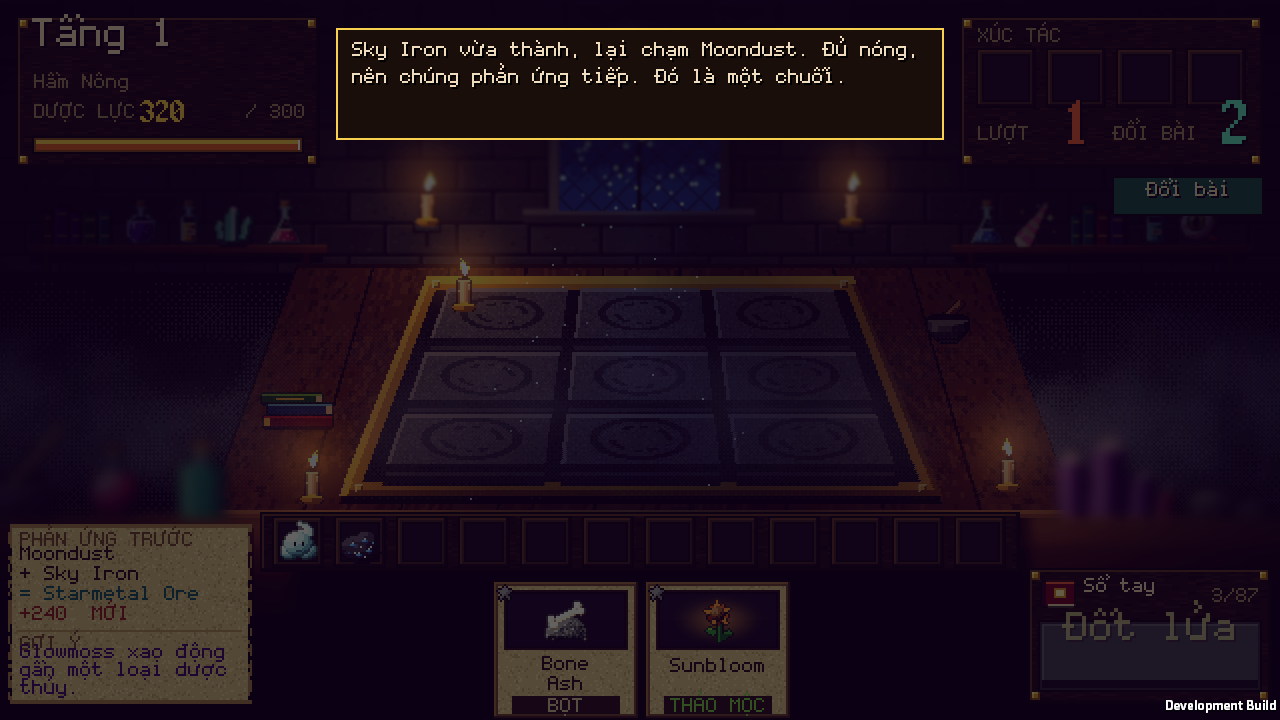 Tầng 1
Hầm Nông
DƯỢC LỰC 320 / 300
Sky Iron vừa thành, lại chạm Moondust. Đủ nóng,
nên chúng phản ứng tiếp. Đó là một chuỗi.
XÚC TÁC
LƯỢT 1 ĐỔI BÀI 2
Đổi bài
PHẢN ỨNG TRƯỚC
Moondust
+ Sky Iron
= Starmetal Ore
+240 MỚI
GỢI Ý
Glowmoss xao động
gần một loại dược
thủy.
Bone
Ash
BỘT
Sunbloom
THẢO MỘC
Sổ tay
3/87
Đốt lửa
Development Build